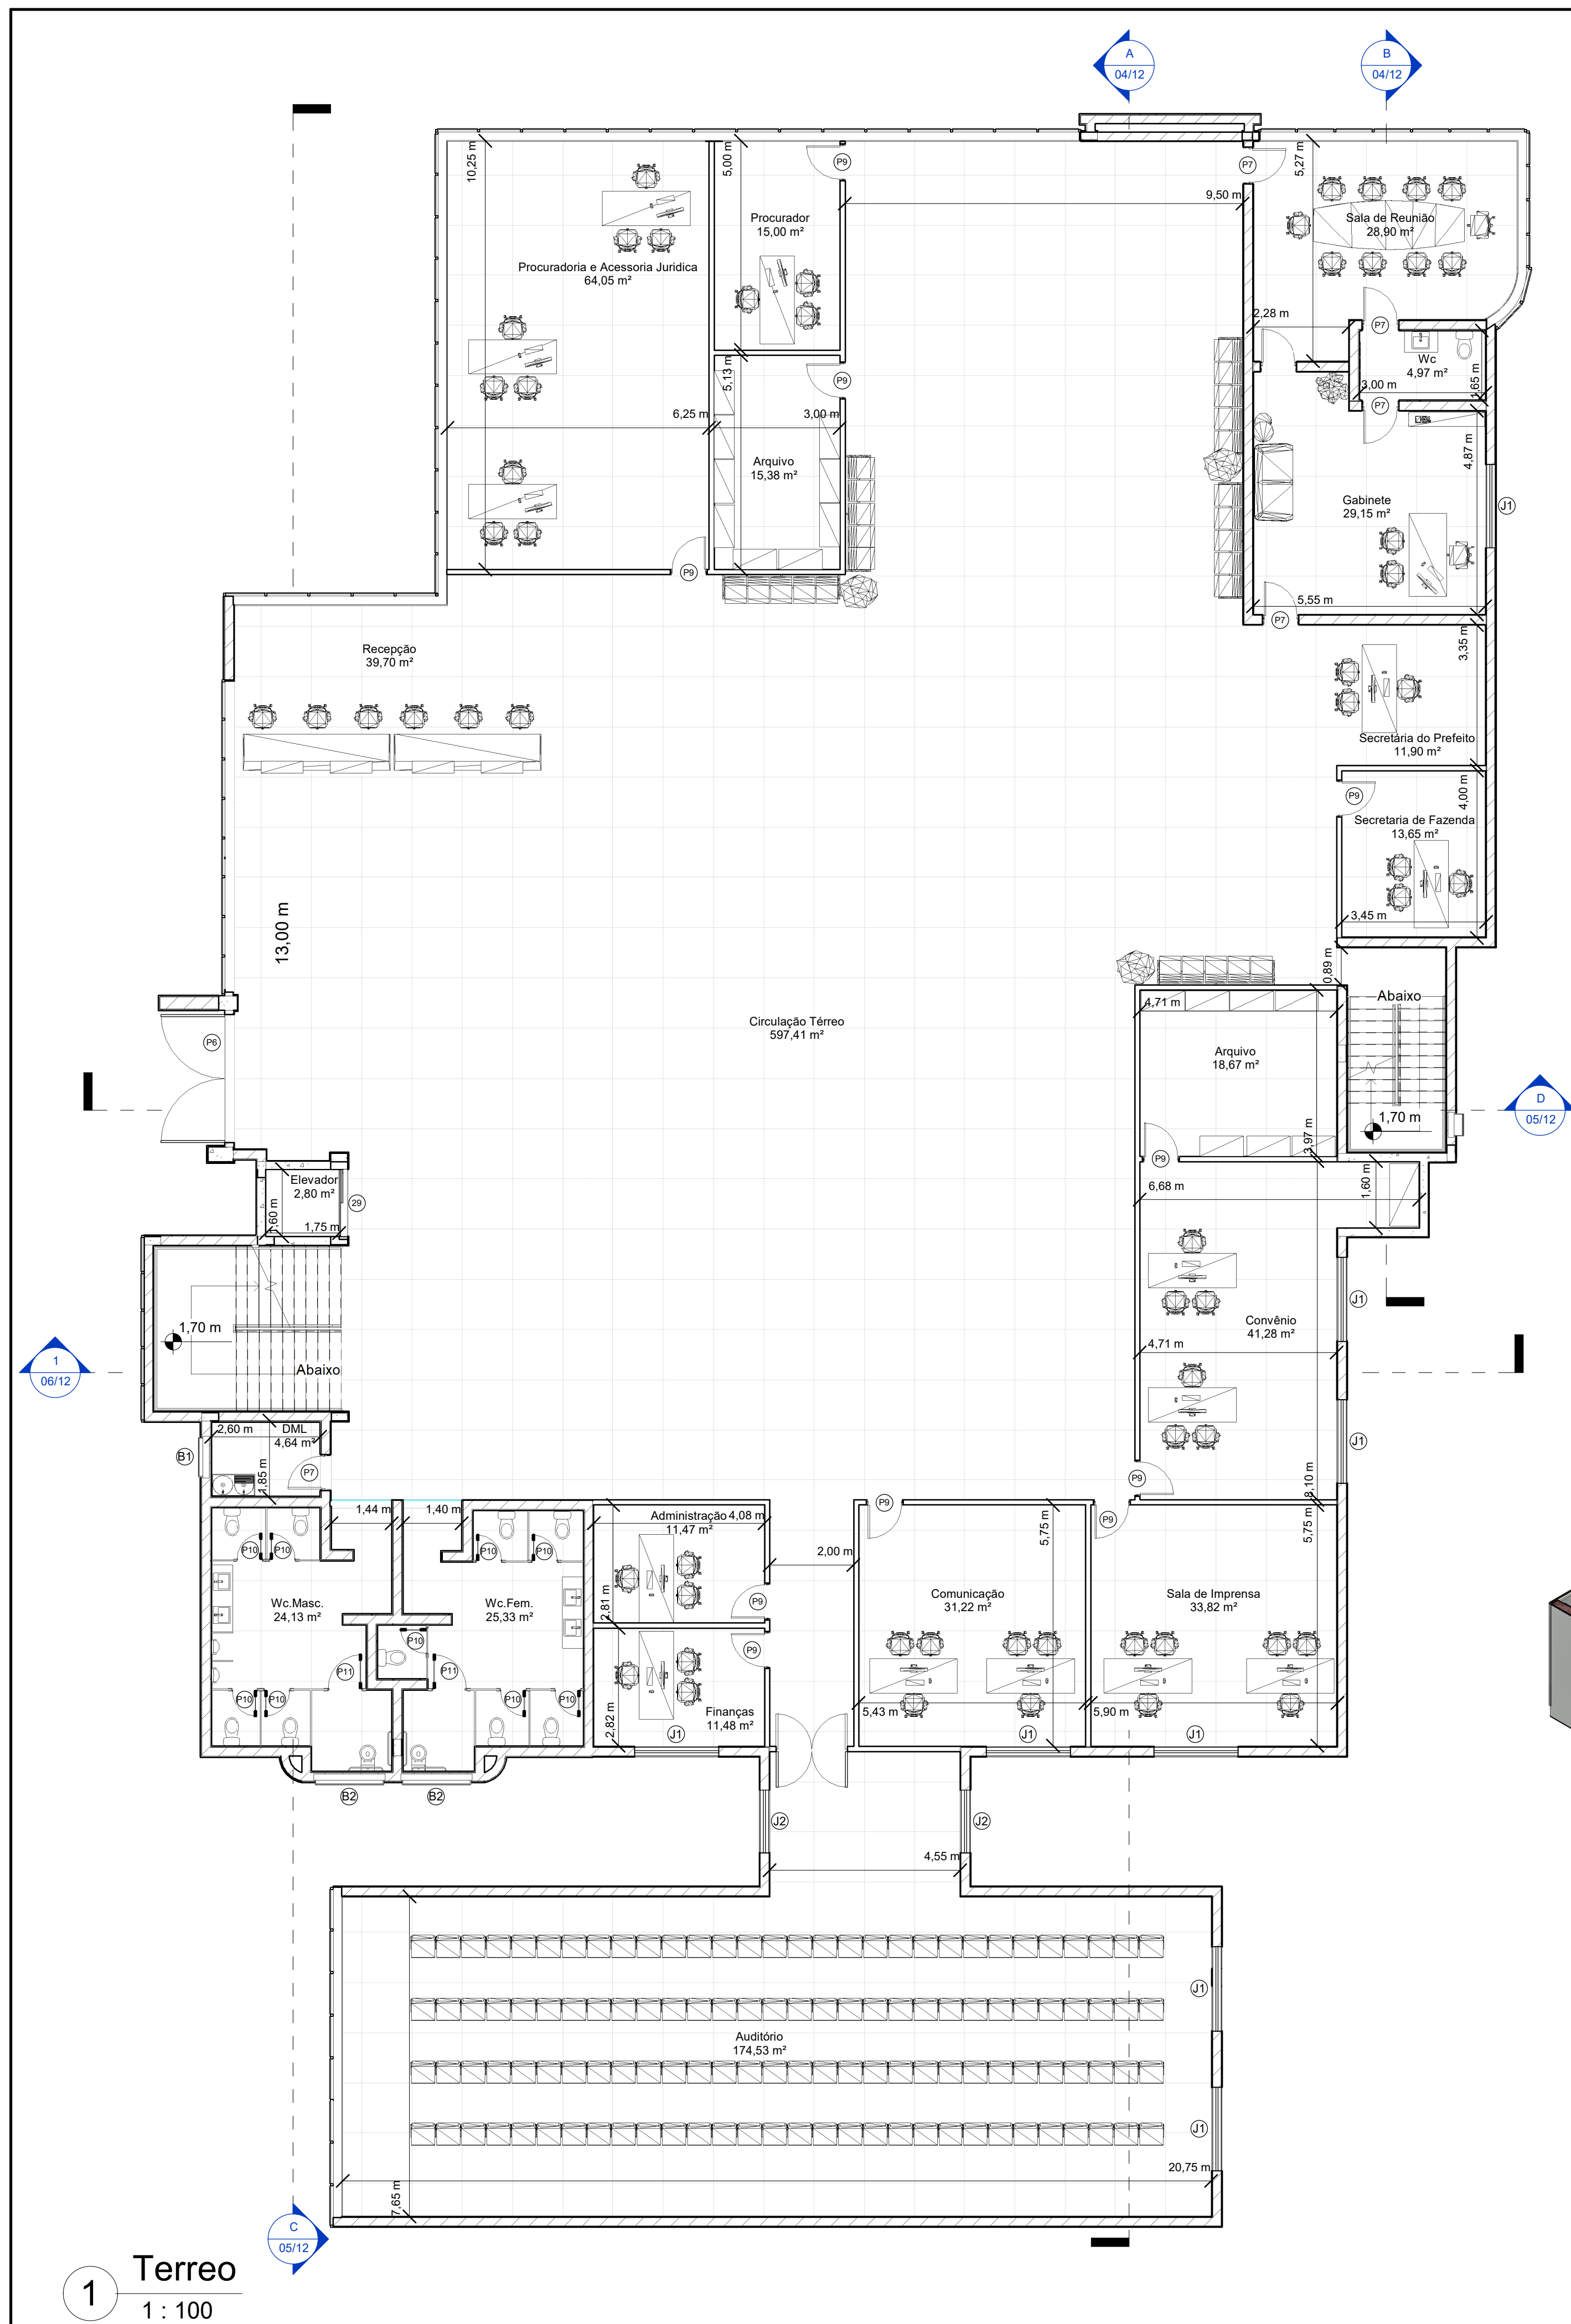 A
04/12
B
04/12
10,25 m
5,00 m
P9
P7
5,27 m
9,50 m
Procurador
15,00 m²
Sala de Reunião
28,90 m²
Procuradoria e Acessoria Juridica
64,05 m²
2,28 m
P7
Wc
4,97 m²
5,13 m
P9
3,00 m
1,65 m
6,25 m
3,00 m
P7
4,87 m
Arquivo
15,38 m²
Gabinete
29,15 m²
J1
P9
5,55 m
P7
Recepção
39,70 m²
3,35 m
Secretária do Prefeito
11,90 m²
P9
4,00 m
Secretaria de Fazenda
13,65 m²
3,45 m
13,00 m
0,89 m
Abaixo
4,71 m
Circulação Térreo
597,41 m²
P6
Arquivo
18,67 m²
D
05/12
1,70 m
3,97 m
P9
Elevador
2,80 m²
29
1,60 m
1,75 m
6,68 m
1,60 m
J1
Convênio
41,28 m²
1,70 m
4,71 m
Abaixo
1
06/12
2,60 m
DML
4,64 m²
B1
J1
P7
1,85 m
P9
8,10 m
1,44 m
1,40 m
Administração
4,08 m
11,47 m²
P9
P9
5,75 m
5,75 m
P10
P10
P10
P10
2,00 m
Wc.Masc.
24,13 m²
Wc.Fem.
25,33 m²
2,81 m
P9
Comunicação
31,22 m²
Sala de Imprensa
33,82 m²
P10
P11
P11
P9
P10
P10
P10
P10
2,82 m
Finanças
11,48 m²
5,43 m
5,90 m
J1
J1
J1
B2
B2
J2
J2
4,55 m
J1
Auditório
174,53 m²
J1
20,75 m
7,65 m
C
05/12
1
Terreo
1 : 100